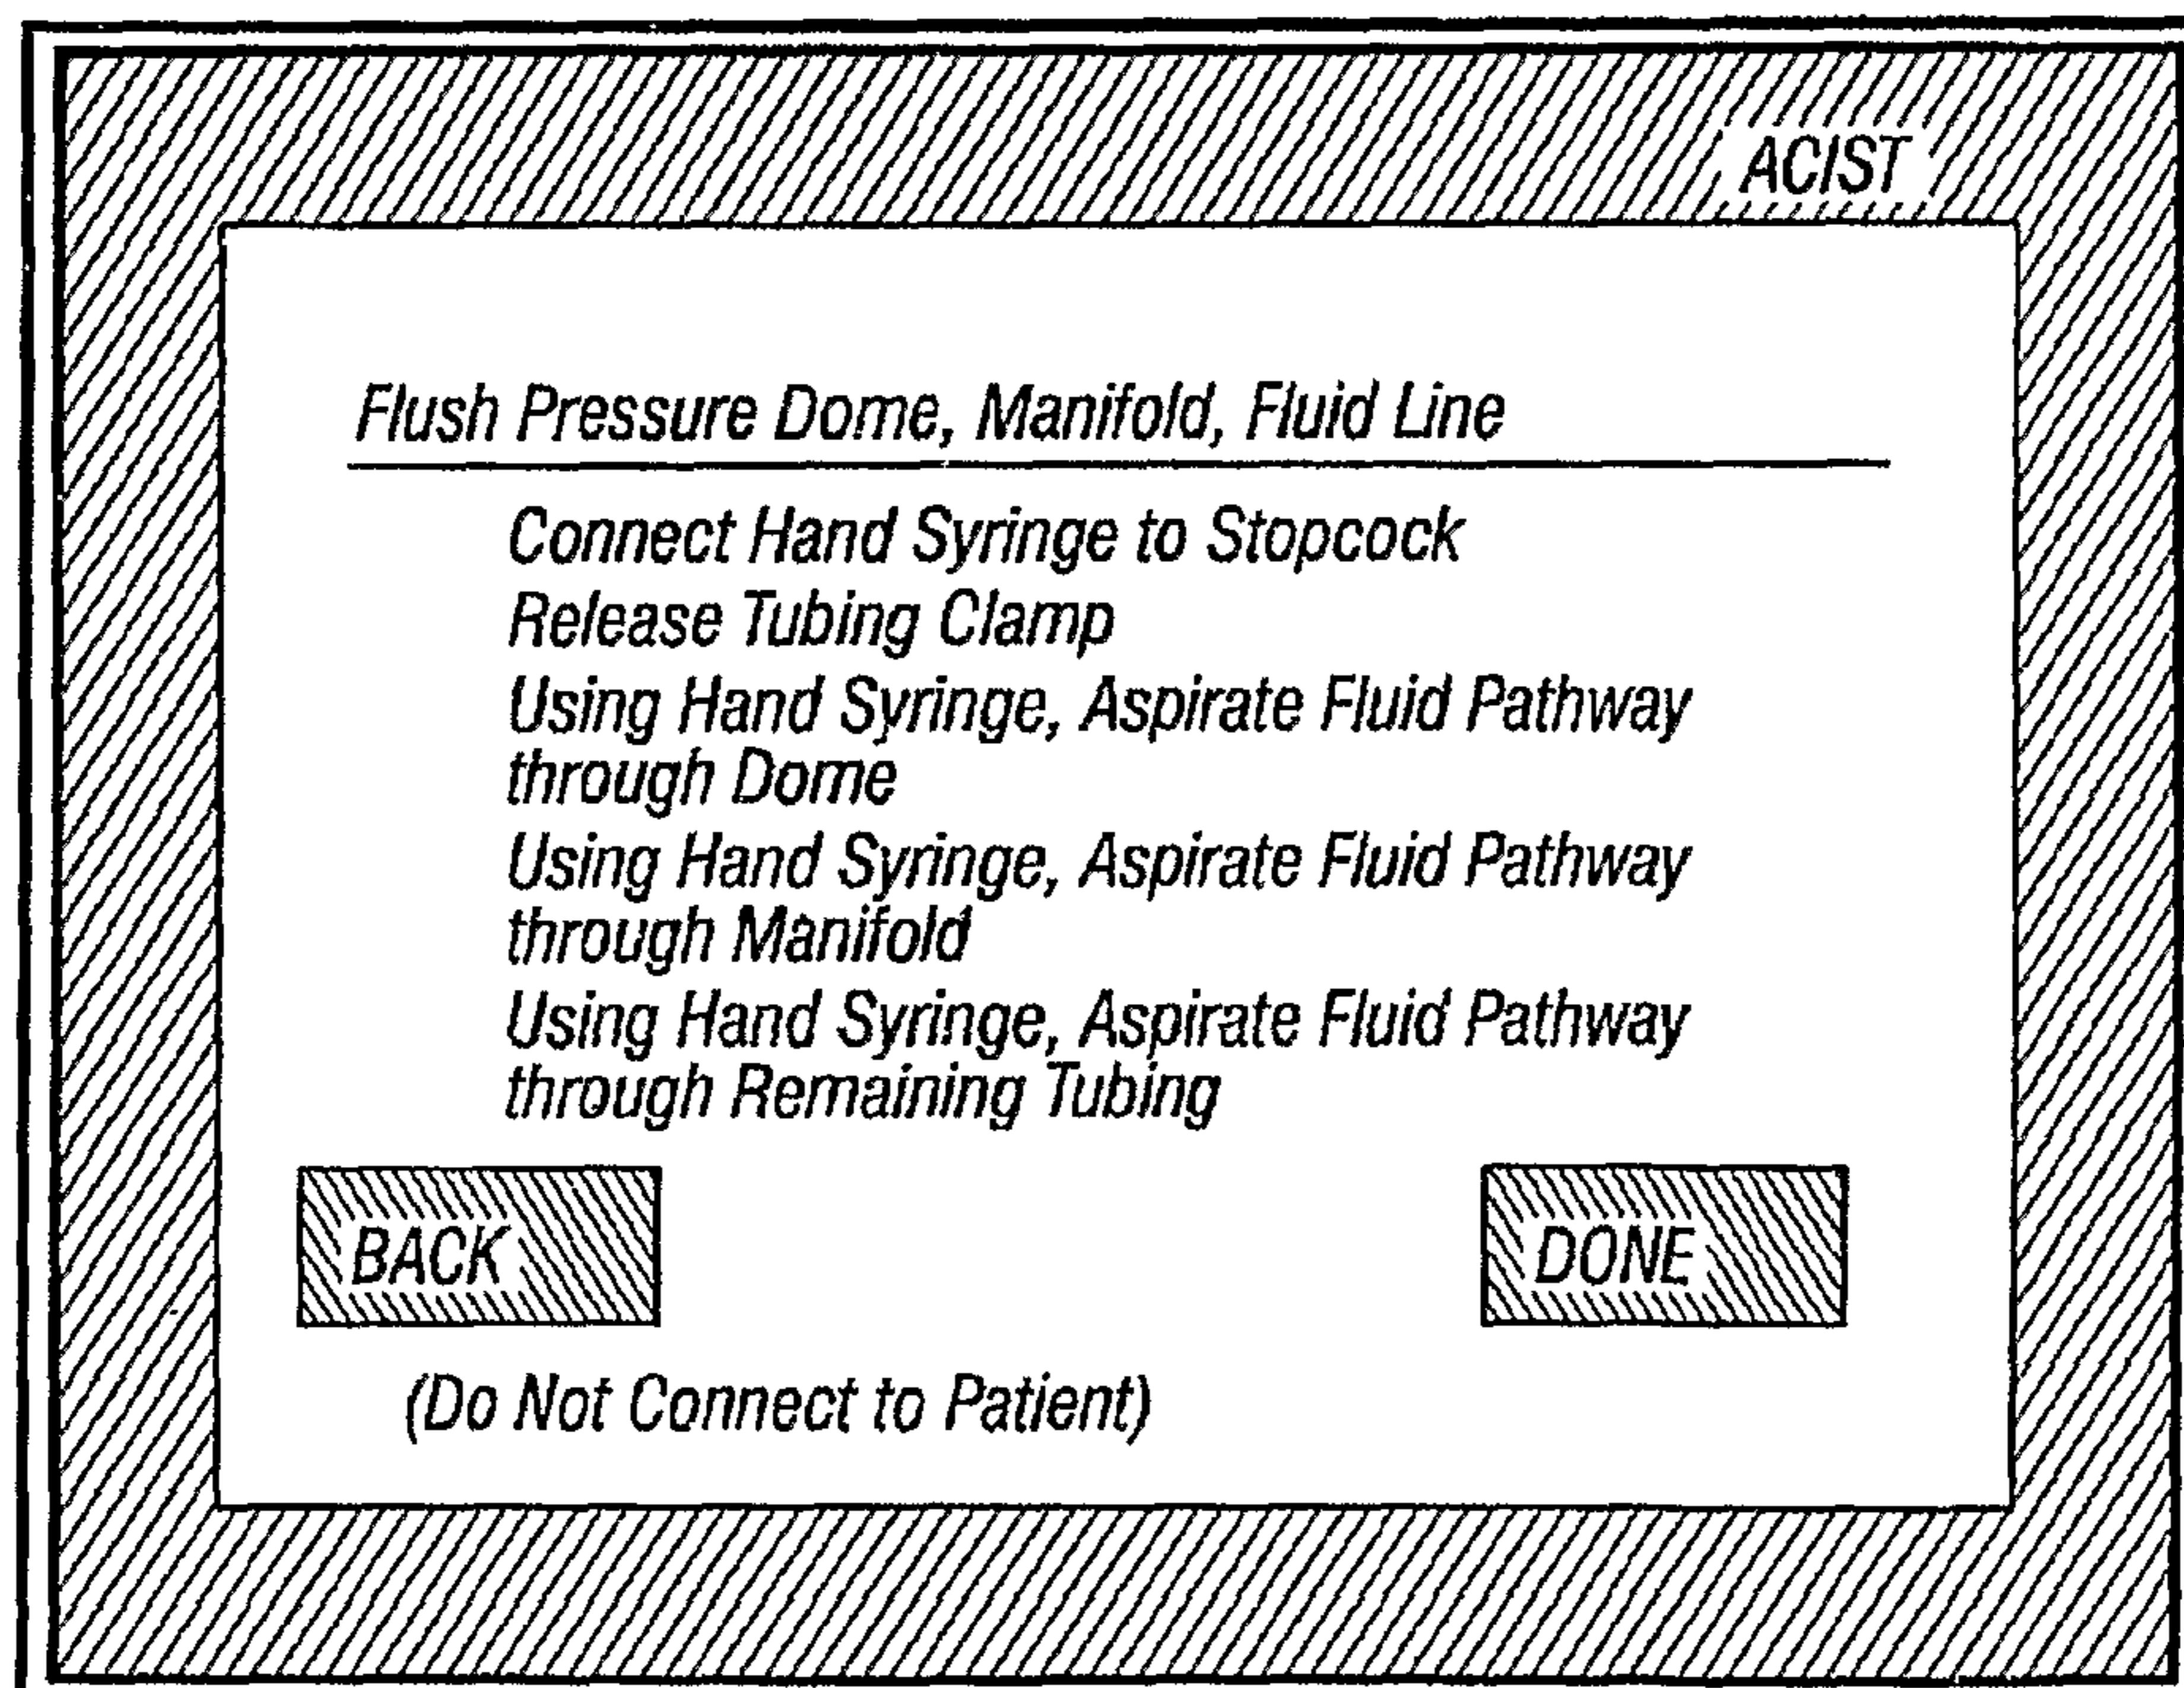 ACIST
Flush Pressure Dome, Manifold, Fluid Line
Connect Hand Syringe to Stopcock
Release Tubing Clamp
Using Hand Syringe, Aspirate Fluid Pathway
through Dome
Using Hand Syringe, Aspirate Fluid Pathway
through Manifold
Using Hand Syringe, Aspirate Fluid Pathway
through Remaining Tubing
BACK
DONE
(Do Not Connect to Patient)